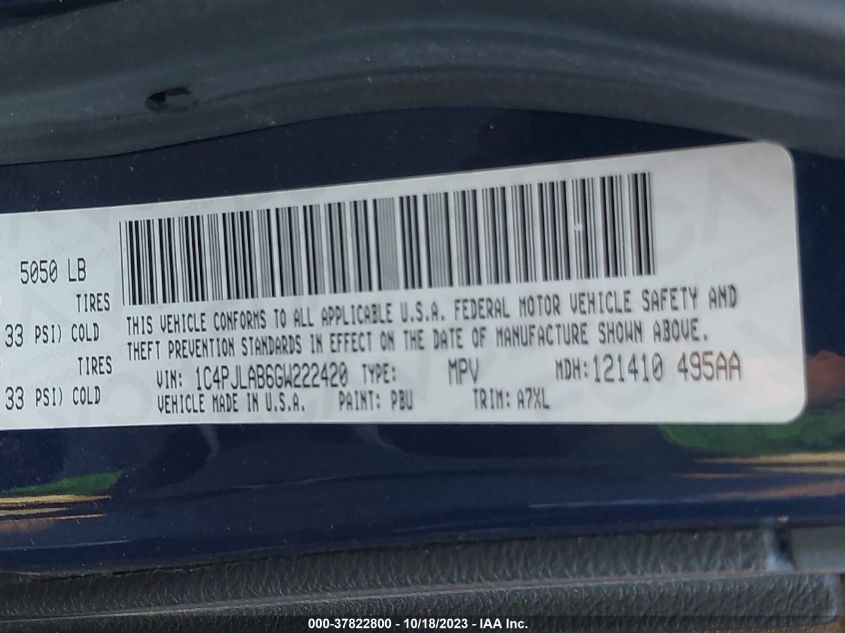 5050 LB
TIRES
33 PSI) COLD
TIRES
33 PSI) COLD
THIS VEHICLE CONFORMS TO ALL APPLICABLE U.S.A. FEDERAL MOTOR VEHICLE SAFETY AND
THEFT PREVENTION STANDARDS IN EFFECT ON THE DATE OF MANUFACTURE SHOWN ABOVE.
VIN: 1C4PJLAB6GW222420 TYPE: MPV MDH:121410 495AA
VEHICLE MADE IN U.S.A. PAINT: PBU TRIM: A7XL
000-37822800 - 10/18/2023 - IAA Inc.